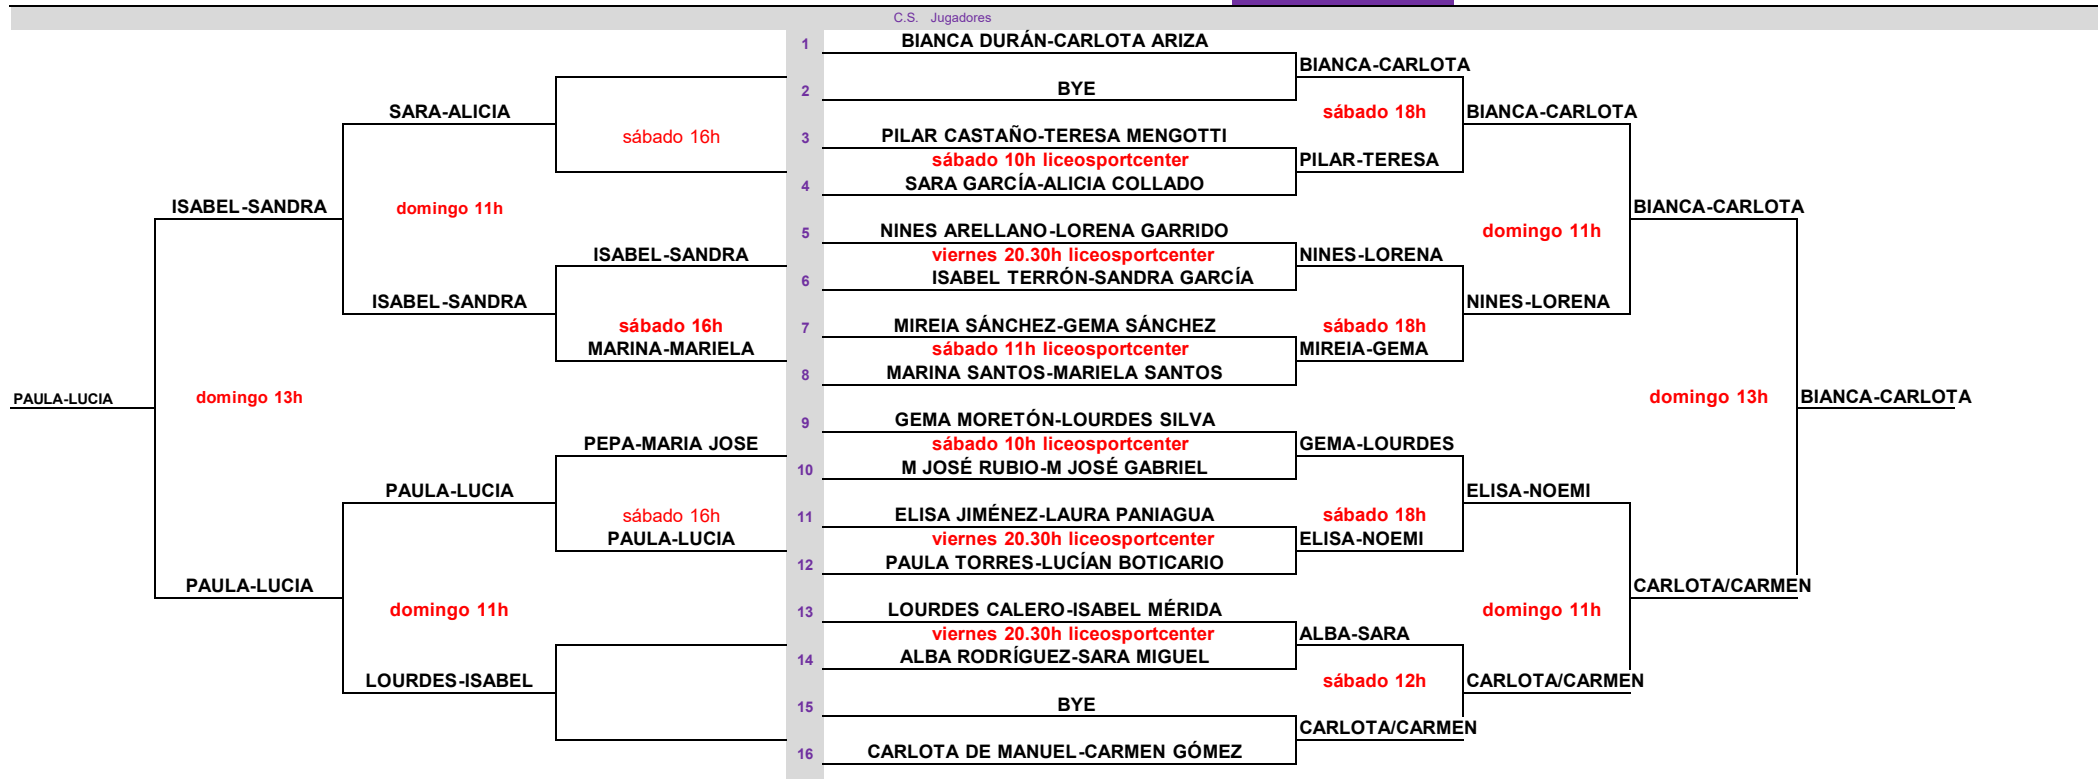 C.S. Jugadores
1 BIANCA DURÁN-CARLOTA ARIZA
BIANCA-CARLOTA
2 BYE
SARA-ALICIA
sábado 18h
BIANCA-CARLOTA
sábado 16h
3 PILAR CASTAÑO-TERESA MENGOTTI
sábado 10h liceosportcenter
PILAR-TERESA
4 SARA GARCÍA-ALICIA COLLADO
ISABEL-SANDRA
domingo 11h
BIANCA-CARLOTA
5 NINES ARELLANO-LORENA GARRIDO
domingo 11h
ISABEL-SANDRA
viernes 20.30h liceosportcenter
NINES-LORENA
6 ISABEL TERRÓN-SANDRA GARCÍA
ISABEL-SANDRA
NINES-LORENA
sábado 16h
7 MIREIA SÁNCHEZ-GEMA SÁNCHEZ
sábado 18h
MARINA-MARIELA
sábado 11h liceosportcenter
MIREIA-GEMA
8 MARINA SANTOS-MARIELA SANTOS
PAULA-LUCIA
domingo 13h
domingo 13h
BIANCA-CARLOTA
9 GEMA MORETÓN-LOURDES SILVA
PEPA-MARIA JOSE
sábado 10h liceosportcenter
GEMA-LOURDES
10 M JOSÉ RUBIO-M JOSÉ GABRIEL
PAULA-LUCIA
ELISA-NOEMI
sábado 16h
11 ELISA JIMÉNEZ-LAURA PANIAGUA
sábado 18h
PAULA-LUCIA
viernes 20.30h liceosportcenter
ELISA-NOEMI
12 PAULA TORRES-LUCÍAN BOTICARIO
PAULA-LUCIA
CARLOTA/CARMEN
domingo 11h
13 LOURDES CALERO-ISABEL MÉRIDA
domingo 11h
viernes 20.30h liceosportcenter
ALBA-SARA
14 ALBA RODRÍGUEZ-SARA MIGUEL
LOURDES-ISABEL
sábado 12h
CARLOTA/CARMEN
15 BYE
CARLOTA/CARMEN
16 CARLOTA DE MANUEL-CARMEN GÓMEZ